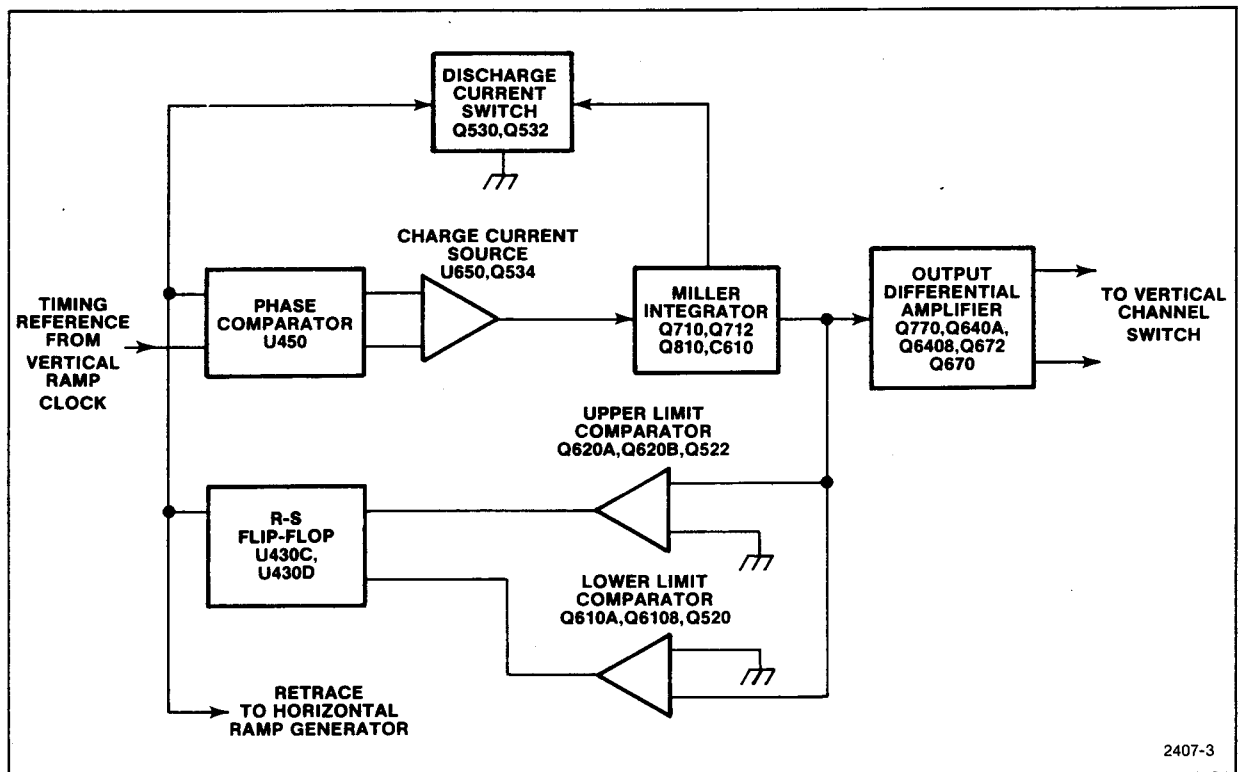 DISCHARGE
CURRENT
SWITCH
Q530,Q532
CHARGE CURRENT
SOURCE
U650,Q534
TIMING
REFERENCE
FROM
VERTICAL
RAMP
CLOCK
PHASE
COMPARATOR
U450
MILLER
INTEGRATOR
Q710,Q712
Q810,C610
OUTPUT
DIFFERENTIAL
AMPLIFIER
Q770,Q640A,
Q6408,Q672
Q670
TO VERTICAL
CHANNEL
SWITCH
UPPER LIMIT
COMPARATOR
Q620A,Q620B,Q522
R-S
FLIP-FLOP
U430C,
U430D
LOWER LIMIT
COMPARATOR
Q610A,Q6108,Q520
RETRACE
TO HORIZONTAL
RAMP GENERATOR
2407-3